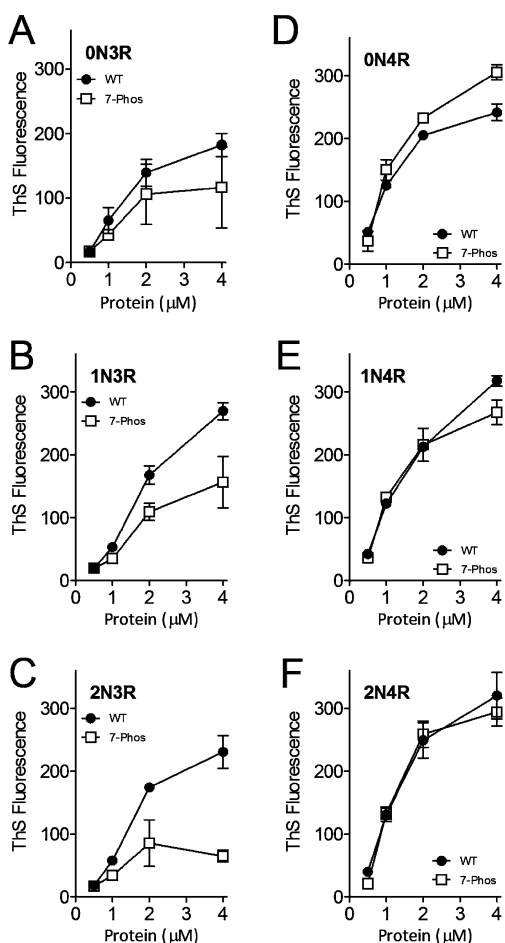 A
0N3R
WT
7-Phos
ThS Fluorescence
300
200
100
0
0 1 2 3 4
Protein (μM)
D
0N4R
WT
7-Phos
ThS Fluorescence
300
200
100
0
0 1 2 3 4
Protein (μM)
B
1N3R
WT
7-Phos
ThS Fluorescence
300
200
100
0
0 1 2 3 4
Protein (μM)
E
1N4R
WT
7-Phos
ThS Fluorescence
300
200
100
0
0 1 2 3 4
Protein (μM)
C
2N3R
WT
7-Phos
ThS Fluorescence
300
200
100
0
0 1 2 3 4
Protein (μM)
F
2N4R
WT
7-Phos
ThS Fluorescence
300
200
100
0
0 1 2 3 4
Protein (μM)